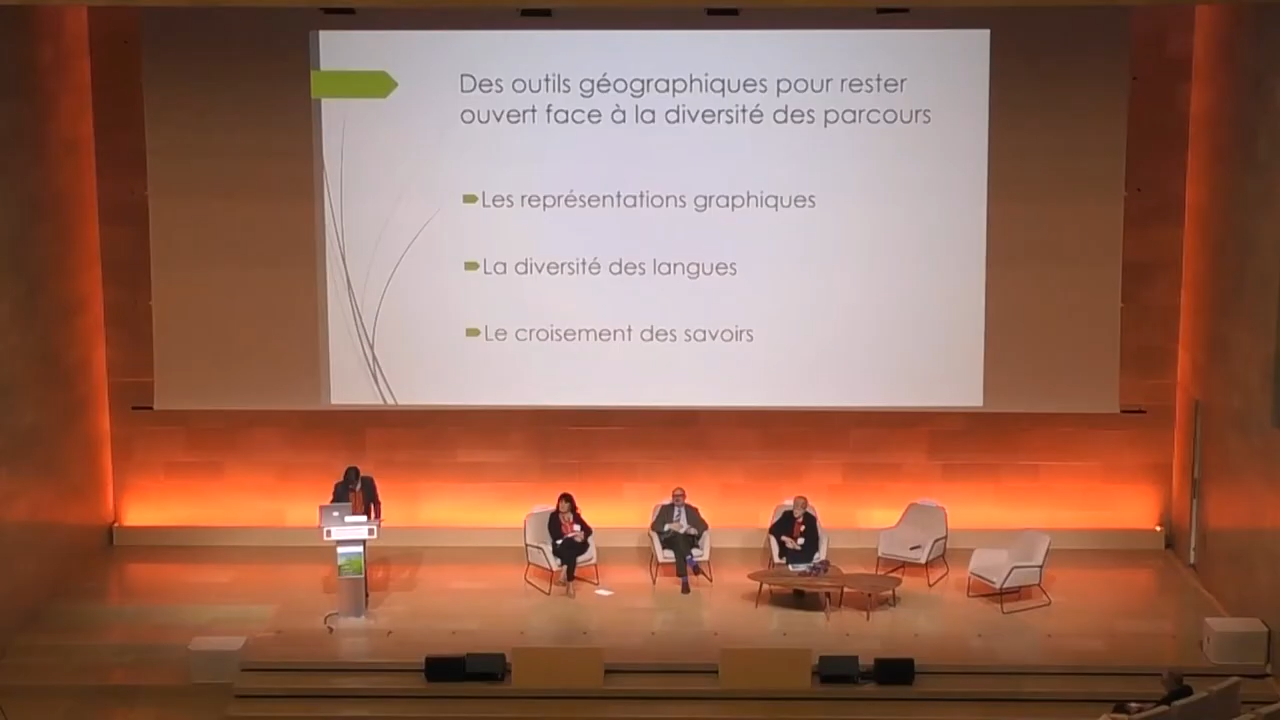 Des outils géographiques pour rester
ouvert face à la diversité des parcours
Les représentations graphiques
La diversité des langues
Le croisement des savoirs